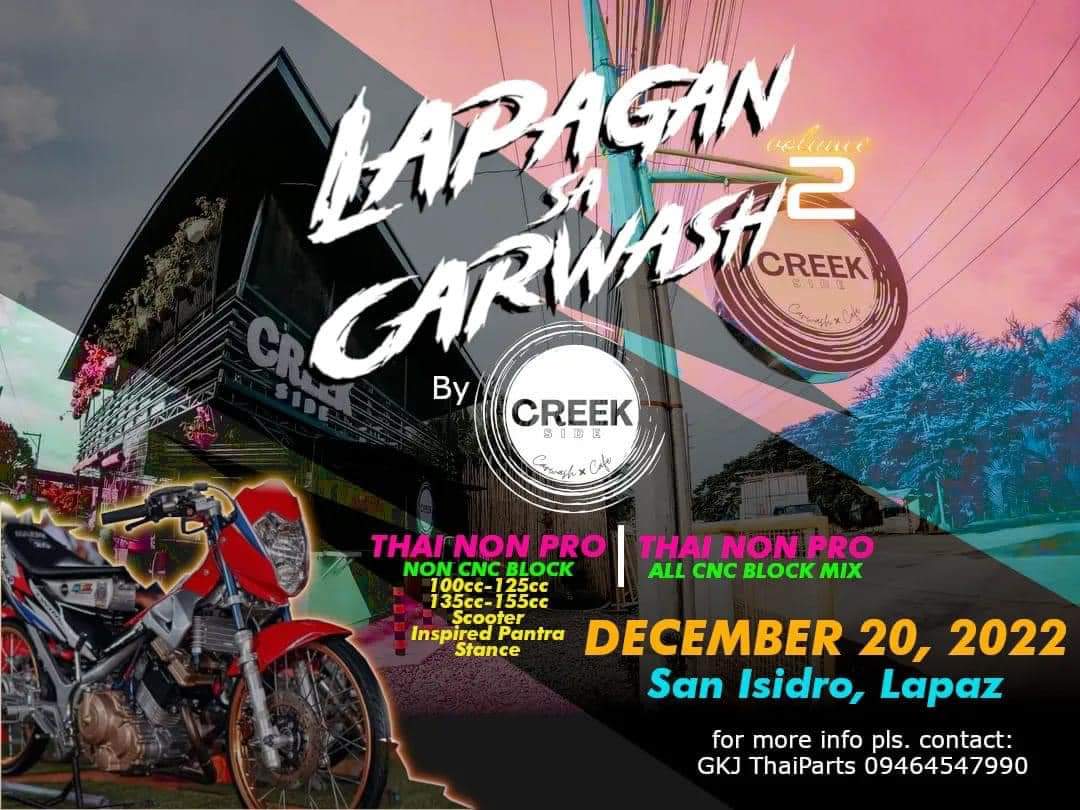 LAPAGAN
SA
CARWASH
volume
2
CREEK
SIDE
Carwash x Cafe
CREEK
SIDE
By
CREEK
SIDE
Carwash x Cafe
CREEK
THAI NON PRO
NON CNC BLOCK
100cc-125cc
135cc-155cc
Scooter
Inspired Pantra
Stance
THAI NON PRO
ALL CNC BLOCK MIX
DECEMBER 20, 2022
San Isidro, Lapaz
for more info pls. contact:
GKJ ThaiParts 09464547990